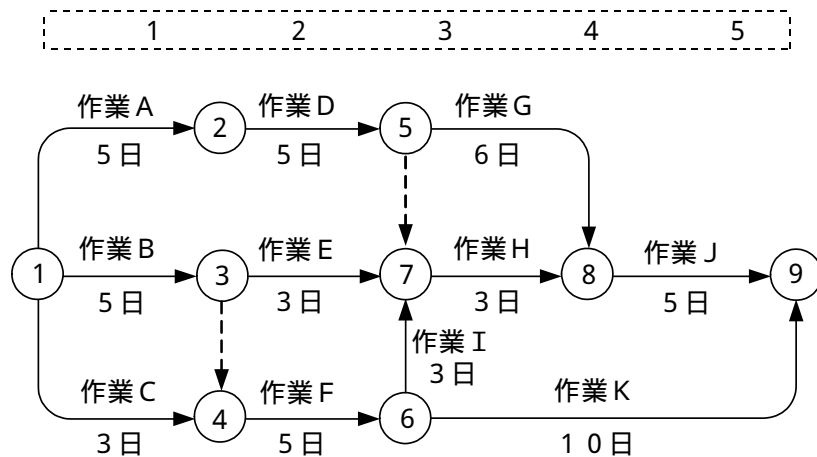 1 2 3 4 5
作業A 作業D 作業G
2 5
5日 5日 6日
作業B 作業E 作業H 作業J
1 3 7 8 9
5日 3日 3日 5日
作業I
3日
作業C 作業F 作業K
4 6
3日 5日 10日